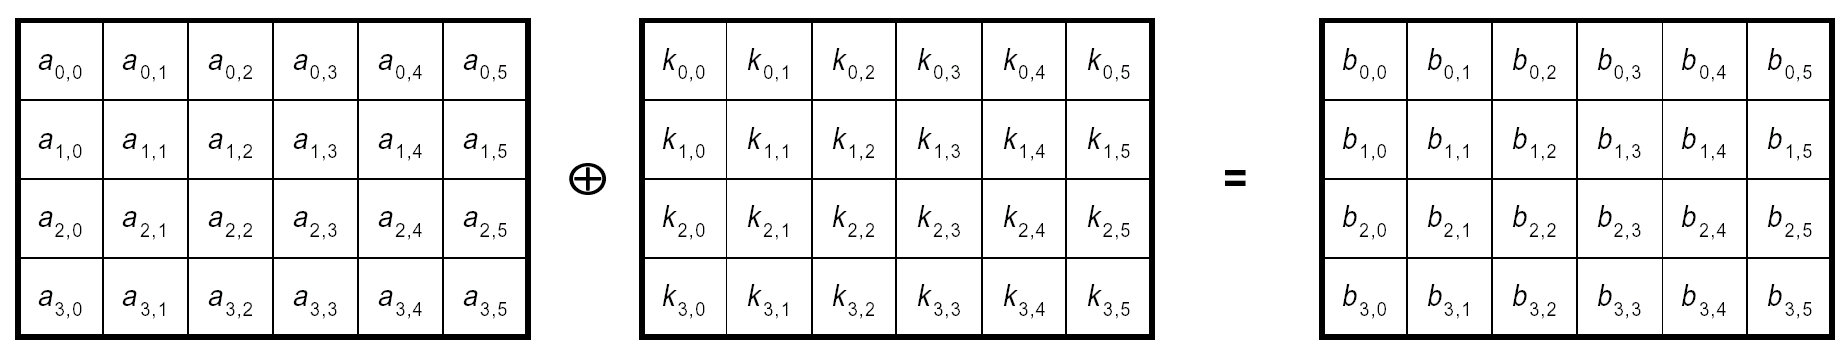 a0,0 a0,1 a0,2 a0,3 a0,4 a0,5 k0,0 k0,1 k0,2 k0,3 k0,4 k0,5 b0,0 b0,1 b0,2 b0,3 b0,4 b0,5
a1,0 a1,1 a1,2 a1,3 a1,4 a1,5 k1,0 k1,1 k1,2 k1,3 k1,4 k1,5 b1,0 b1,1 b1,2 b1,3 b1,4 b1,5
⊕ =
a2,0 a2,1 a2,2 a2,3 a2,4 a2,5 k2,0 k2,1 k2,2 k2,3 k2,4 k2,5 b2,0 b2,1 b2,2 b2,3 b2,4 b2,5
a3,0 a3,1 a3,2 a3,3 a3,4 a3,5 k3,0 k3,1 k3,2 k3,3 k3,4 k3,5 b3,0 b3,1 b3,2 b3,3 b3,4 b3,5